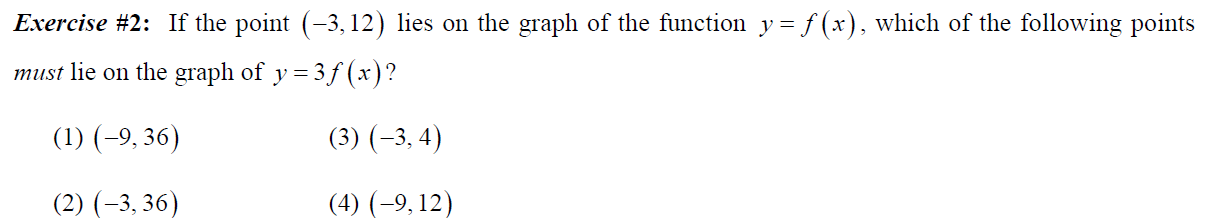 Exercise #2: If the point (−3, 12) lies on the graph of the function y = f(x), which of the following points
must lie on the graph of y = 3f(x)?
(1) (−9, 36) (3) (−3, 4)
(2) (−3, 36) (4) (−9, 12)